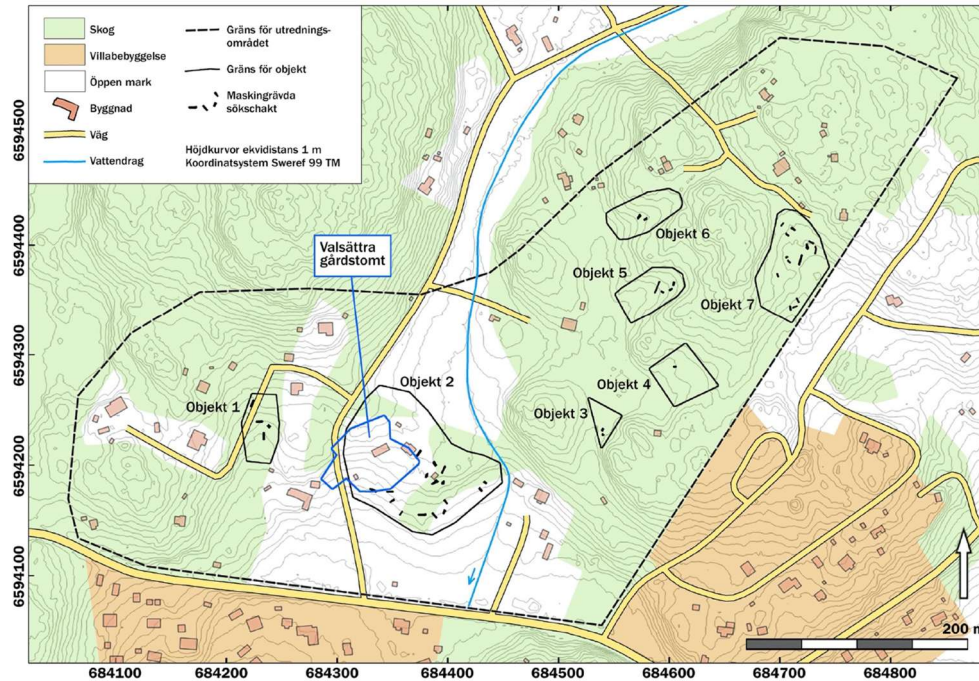 Skog
Villabebyggelse
Öppen mark
Byggnad
Väg
Vattendrag
Gräns för utrednings-
området
Gräns för objekt
Maskingrävda
sökschakt
Höjdkurvor ekvidistans 1 m
Koordinatsystem Sweref 99 TM
Valsättra
gårdstomt
Objekt 1
Objekt 2
Objekt 3
Objekt 4
Objekt 5
Objekt 6
Objekt 7
6594500
6594400
6594300
6594200
6594100
200 m
684100
684200
684300
684400
684500
684600
684700
684800